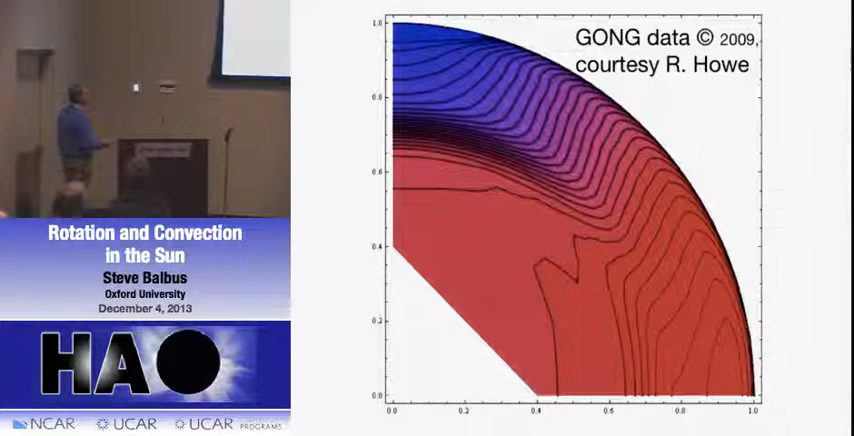 GONG data © 2009,
courtesy R. Howe
1.0
0.8
0.6
0.4
0.2
0.0
0.0 0.2 0.4 0.6 0.8 1.0
Rotation and Convection
in the Sun
Steve Balbus
Oxford University
December 4, 2013
HAO
NCAR UCAR UCAR
PROGRAMS